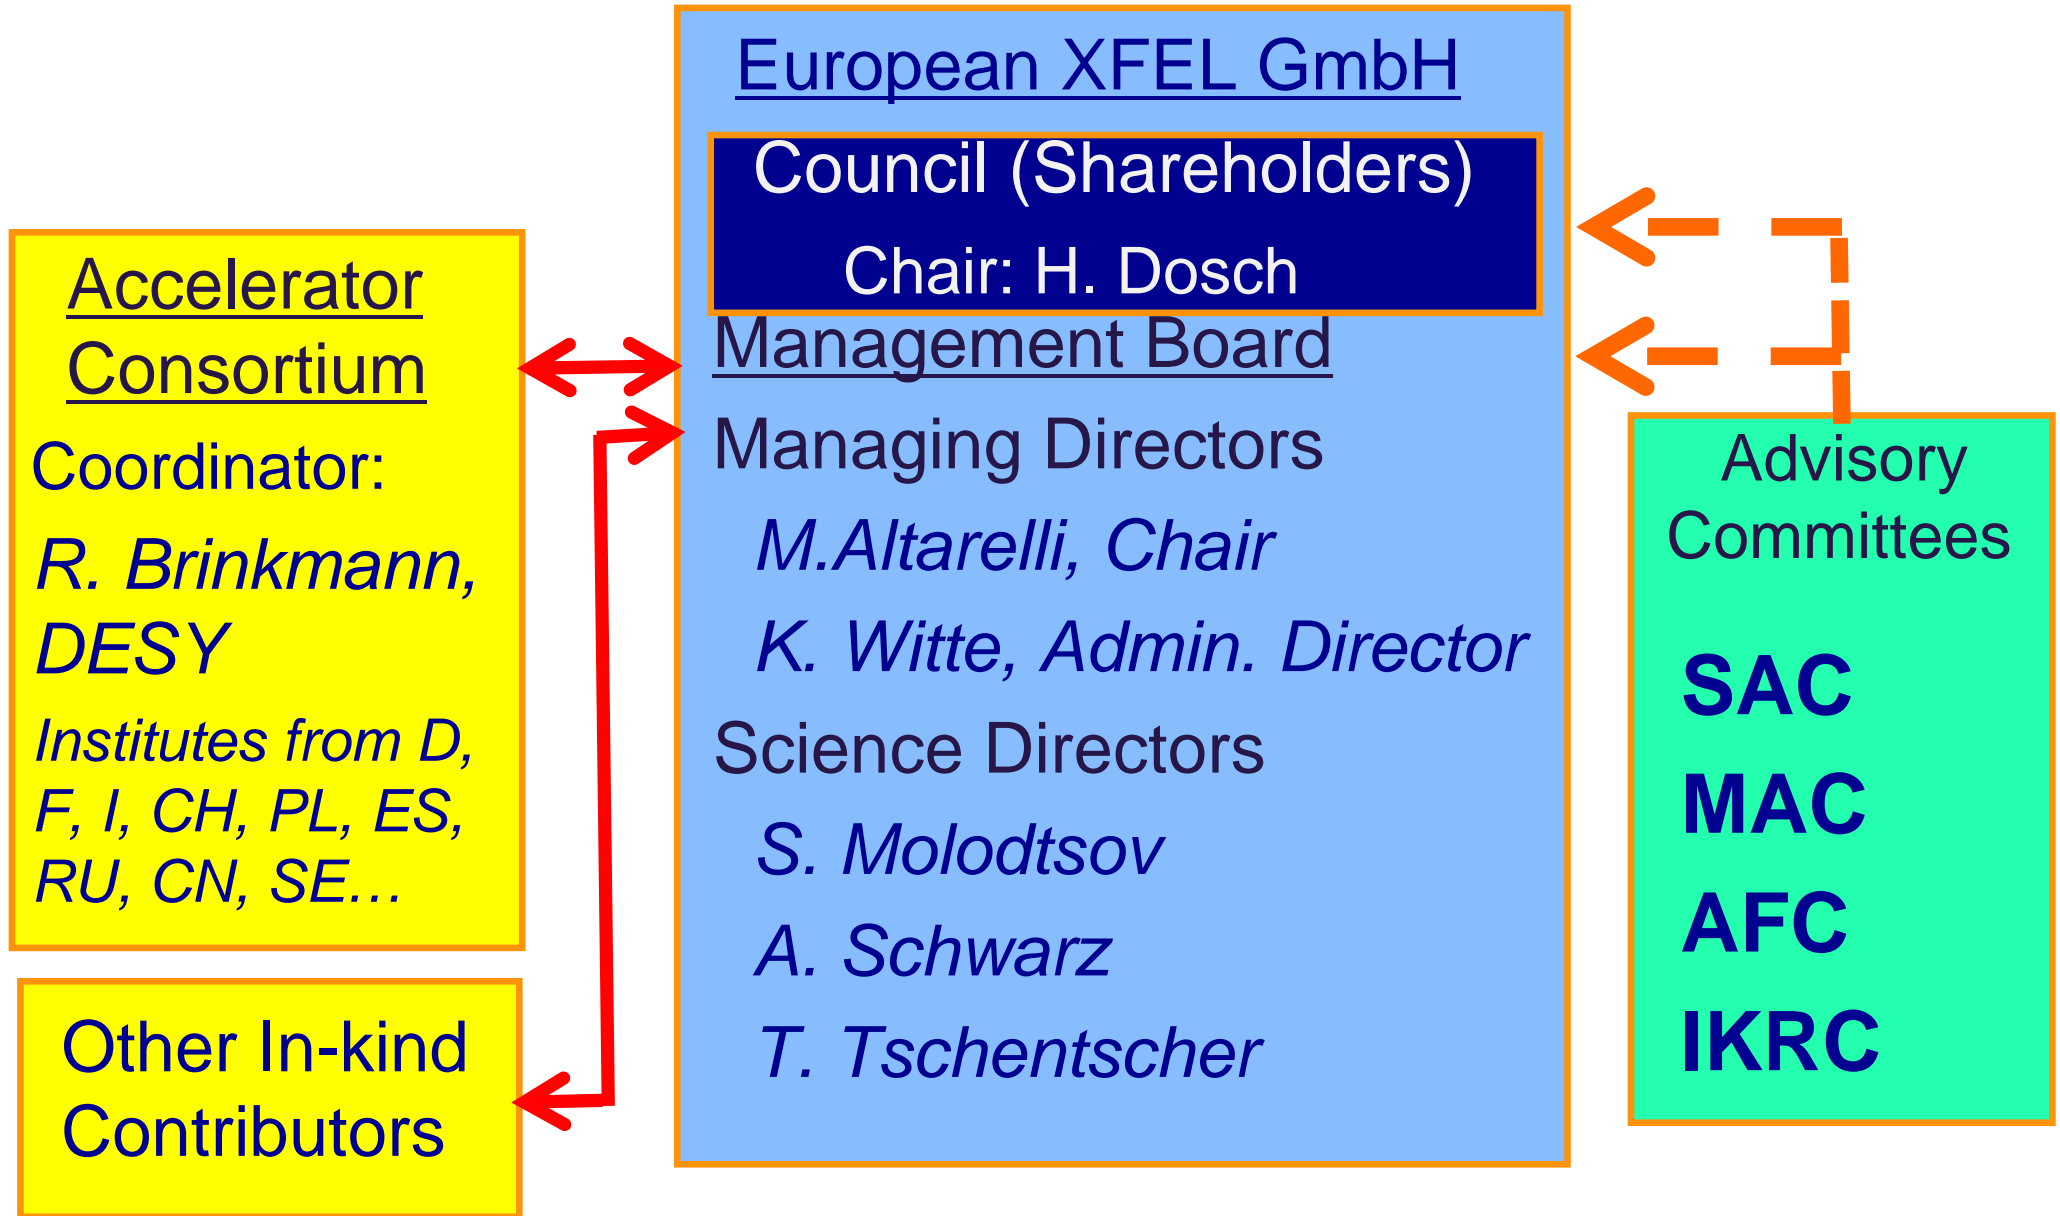 European XFEL GmbH
Council (Shareholders)
Chair: H. Dosch
Management Board
Managing Directors
M.Altarelli, Chair
K. Witte, Admin. Director
Science Directors
S. Molodtsov
A. Schwarz
T. Tschentscher
Accelerator
Consortium
Coordinator:
R. Brinkmann,
DESY
Institutes from D,
F, I, CH, PL, ES,
RU, CN, SE…
Other In-kind
Contributors
Advisory
Committees
SAC
MAC
AFC
IKRC